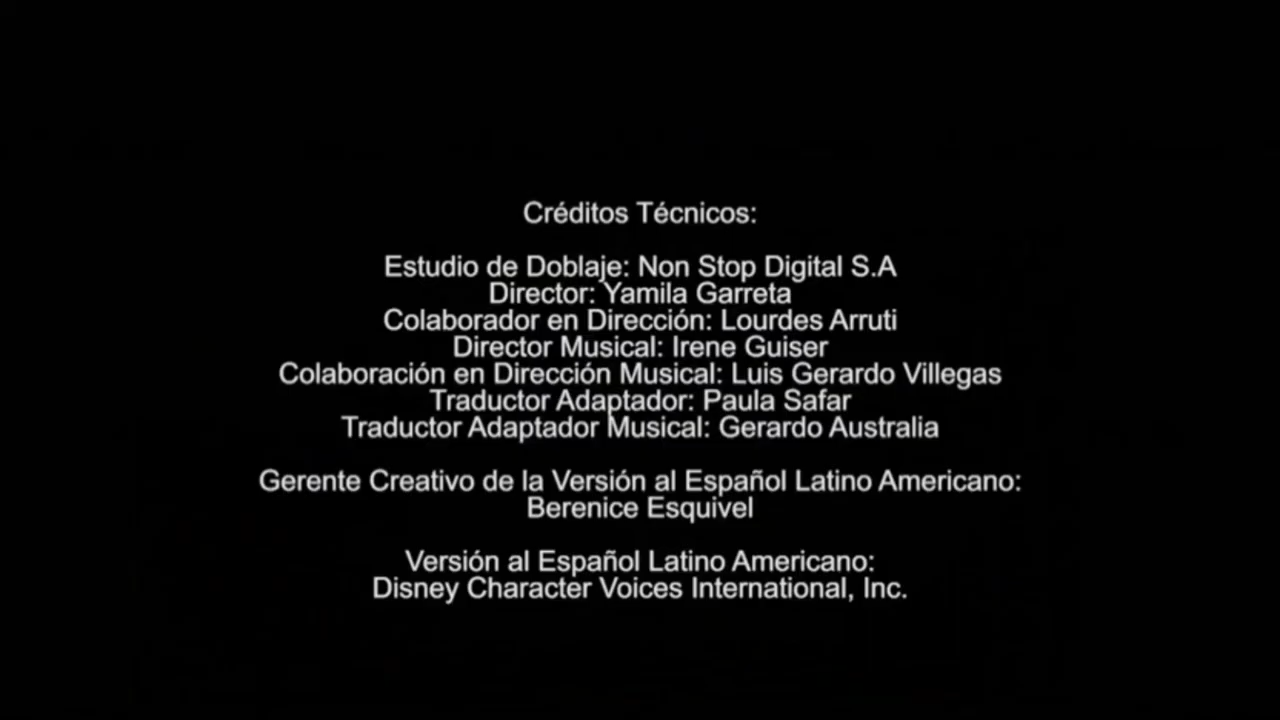 Créditos Técnicos:
Estudio de Doblaje: Non Stop Digital S.A
Director: Yamila Garreta
Colaborador en Dirección: Lourdes Arruti
Director Musical: Irene Guiser
Colaboración en Dirección Musical: Luis Gerardo Villegas
Traductor Adaptador: Paula Safar
Traductor Adaptador Musical: Gerardo Australia
Gerente Creativo de la Versión al Español Latino Americano:
Berenice Esquivel
Versión al Español Latino Americano:
Disney Character Voices International, Inc.